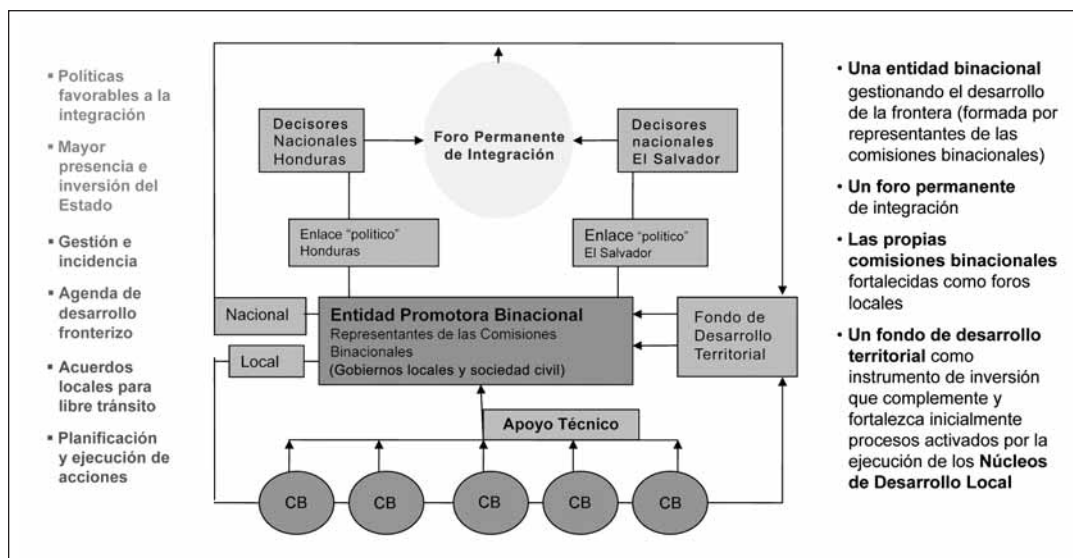 ▪ Políticas
favorables a la
integración
▪ Mayor
presencia e
inversión del
Estado
▪ Gestión e
incidencia
▪ Agenda de
desarrollo
fronterizo
▪ Acuerdos
locales para
libre tránsito
▪ Planificación
y ejecución de
acciones
Decisores
Nacionales
Honduras
Foro Permanente
de Integración
Decisores
nacionales
El Salvador
Enlace "político"
Honduras
Enlace "político"
El Salvador
Nacional
Local
Entidad Promotora Binacional
Representantes de las Comisiones
Binacionales
(Gobiernos locales y sociedad civil)
Fondo de
Desarrollo
Territorial
Apoyo Técnico
CB
CB
CB
CB
CB
• Una entidad binacional
gestionando el desarrollo
de la frontera (formada por
representantes de las
comisiones binacionales)
• Un foro permanente
de integración
• Las propias
comisiones binacionales
fortalecidas como foros
locales
• Un fondo de desarrollo
territorial como
instrumento de inversión
que complemente y
fortalezca inicialmente
procesos activados por la
ejecución de los Núcleos
de Desarrollo Local